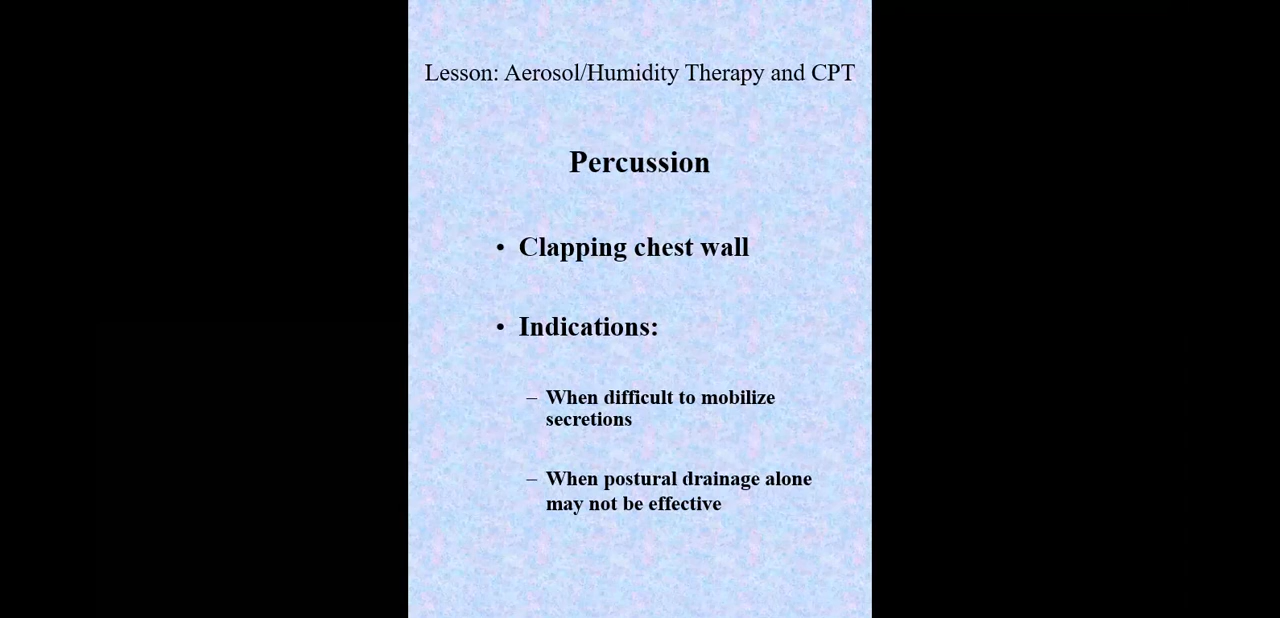 Lesson: Aerosol/Humidity Therapy and CPT
Percussion
• Clapping chest wall
• Indications:
– When difficult to mobilize
secretions
– When postural drainage alone
may not be effective